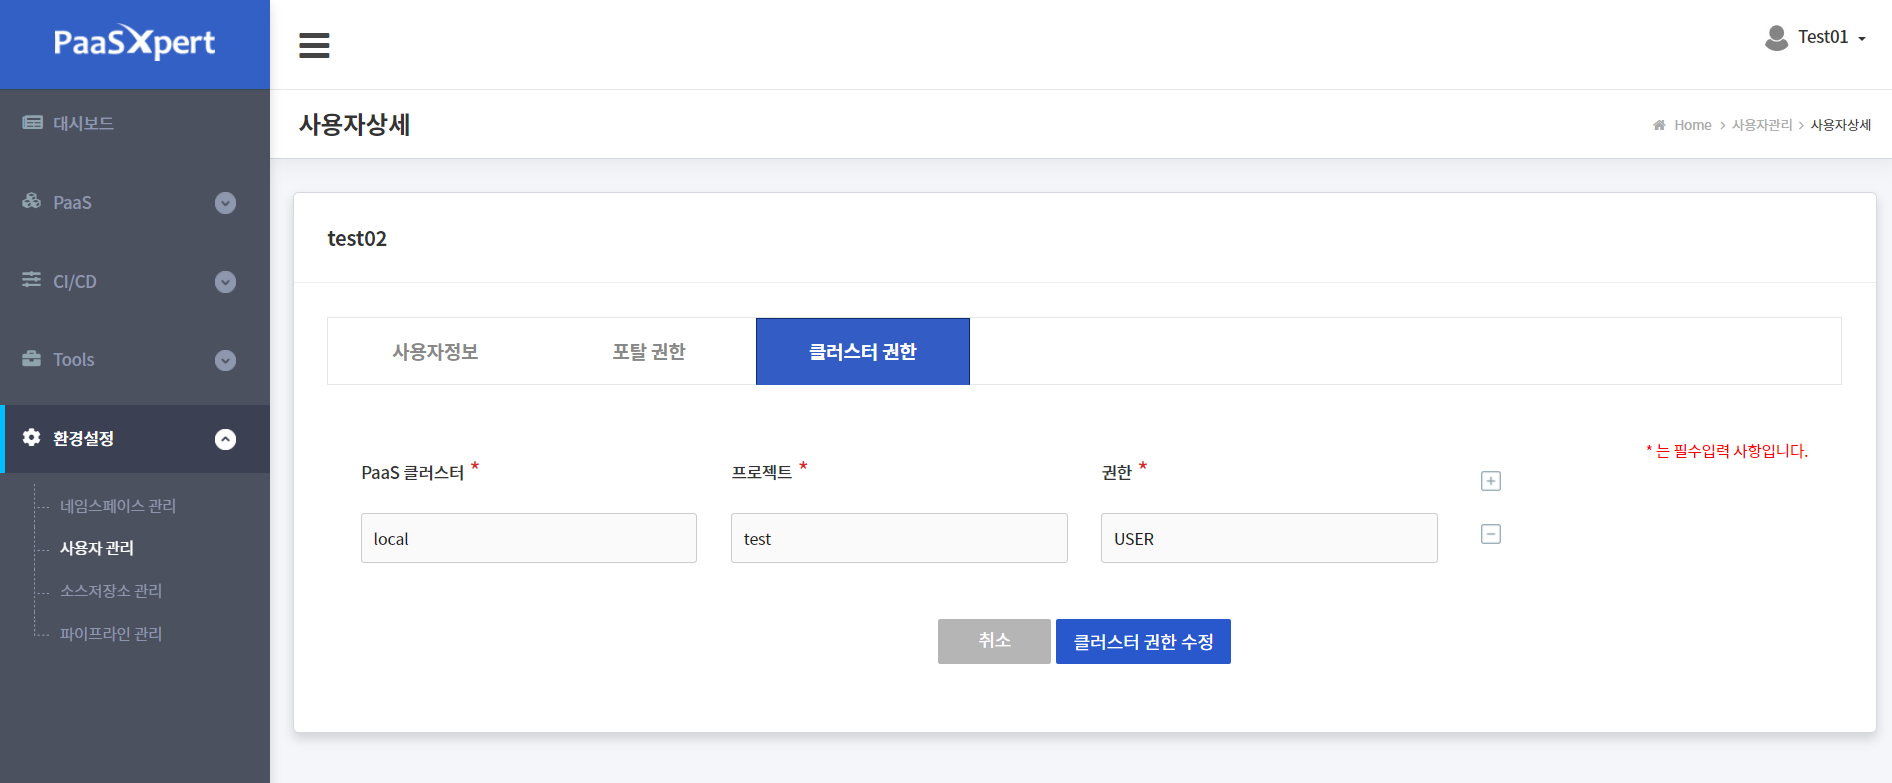 PaaSXpert
Test01
대시보드
PaaS
CI/CD
Tools
환경설정
네임스페이스 관리
사용자 관리
소스저장소 관리
파이프라인 관리
사용자상세
Home > 사용자관리 > 사용자상세
test02
사용자정보
포탈 권한
클러스터 권한
* 는 필수입력 사항입니다.
PaaS 클러스터 *
프로젝트 *
권한 *
local
test
USER
취소
클러스터 권한 수정